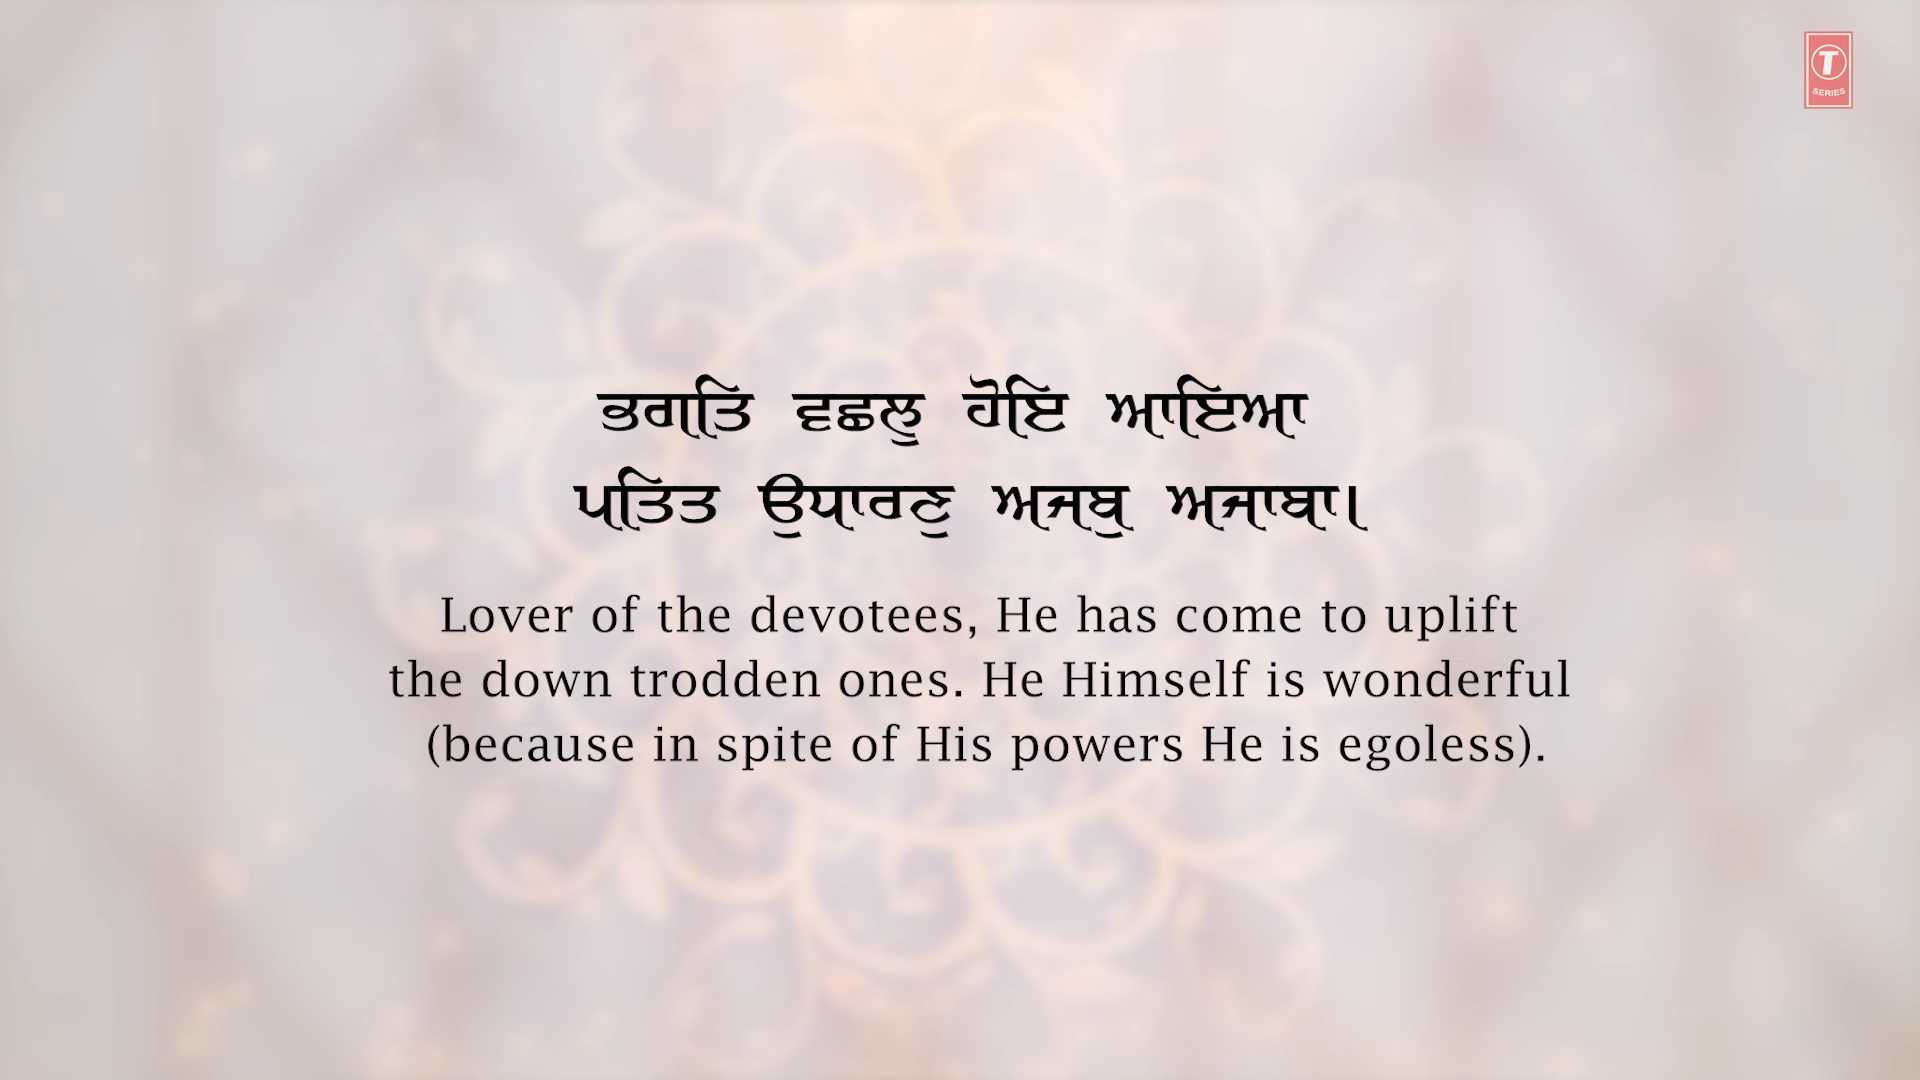 T
SERIES
ਭਗਤਿ ਵਛਲੁ ਹੋਇ ਆਇਆ
ਪਤਿਤ ਉਧਾਰਣੁ ਅਜਬੁ ਅਜਾਬਾ।
Lover of the devotees, He has come to uplift
the down trodden ones. He Himself is wonderful
(because in spite of His powers He is egoless).